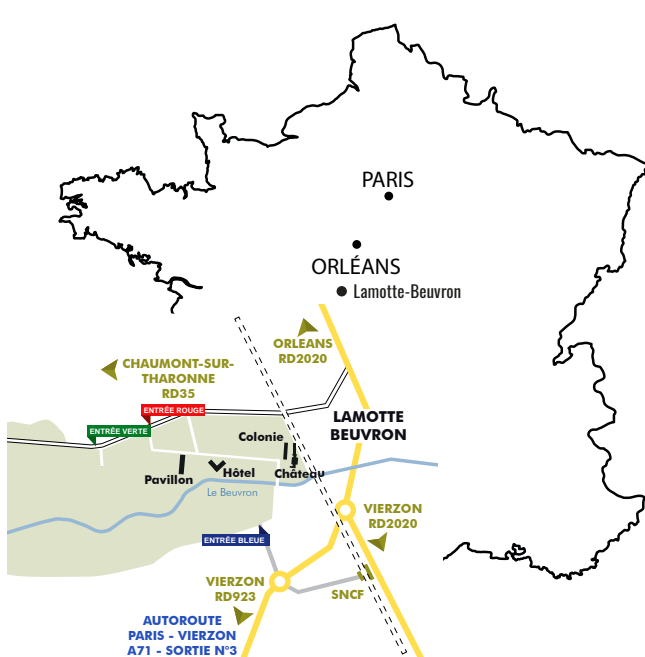 PARIS
ORLÉANS
Lamotte-Beuvron
ORLEANS
RD2020
CHAUMONT-SUR-
THARONNE
RD35
ENTRÉE ROUGE
ENTRÉE VERTE
LAMOTTE
BEUVRON
Colonie
Pavillon
Hôtel
Château
Le Beuvron
VIERZON
RD2020
ENTRÉE BLEUE
VIERZON
RD923
SNCF
AUTOROUTE
PARIS - VIERZON
A71 - SORTIE N°3